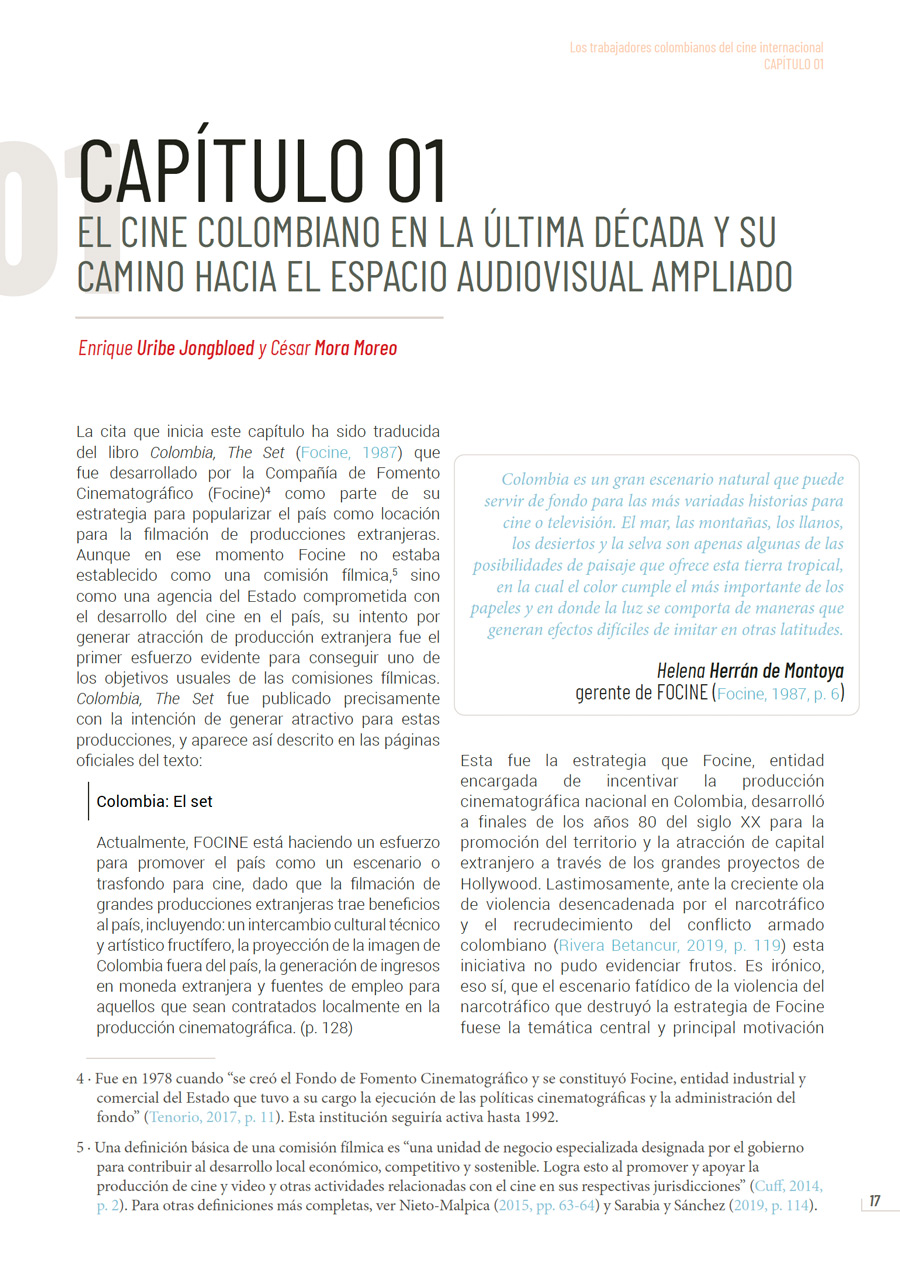 Los trabajadores colombianos del cine internacional
CAPÍTULO 01
01
CAPÍTULO 01
EL CINE COLOMBIANO EN LA ÚLTIMA DÉCADA Y SU
CAMINO HACIA EL ESPACIO AUDIOVISUAL AMPLIADO
Enrique Uribe Jongbloed y César Mora Moreo
La cita que inicia este capítulo ha sido traducida
del libro Colombia, The Set (Focine, 1987) que
fue desarrollado por la Compañía de Fomento
Cinematográfico (Focine)⁴ como parte de su
estrategia para popularizar el país como locación
para la filmación de producciones extranjeras.
Aunque en ese momento Focine no estaba
establecido como una comisión fílmica,⁵ sino
como una agencia del Estado comprometida con
el desarrollo del cine en el país, su intento por
generar atracción de producción extranjera fue el
primer esfuerzo evidente para conseguir uno de
los objetivos usuales de las comisiones fílmicas.
Colombia, The Set fue publicado precisamente
con la intención de generar atractivo para estas
producciones, y aparece así descrito en las páginas
oficiales del texto:
Colombia: El set
Actualmente, FOCINE está haciendo un esfuerzo
para promover el país como un escenario o
trasfondo para cine, dado que la filmación de
grandes producciones extranjeras trae beneficios
al país, incluyendo: un intercambio cultural técnico
y artístico fructífero, la proyección de la imagen de
Colombia fuera del país, la generación de ingresos
en moneda extranjera y fuentes de empleo para
aquellos que sean contratados localmente en la
producción cinematográfica. (p. 128)
Colombia es un gran escenario natural que puede
servir de fondo para las más variadas historias para
cine o televisión. El mar, las montañas, los llanos,
los desiertos y la selva son apenas algunas de las
posibilidades de paisaje que ofrece esta tierra tropical,
en la cual el color cumple el más importante de los
papeles y en donde la luz se comporta de maneras que
generan efectos difíciles de imitar en otras latitudes.
Helena Herrán de Montoya
gerente de FOCINE (Focine, 1987, p. 6)
Esta fue la estrategia que Focine, entidad
encargada de incentivar la producción
cinematográfica nacional en Colombia, desarrolló
a finales de los años 80 del siglo XX para la
promoción del territorio y la atracción de capital
extranjero a través de los grandes proyectos de
Hollywood. Lastimosamente, ante la creciente ola
de violencia desencadenada por el narcotráfico
y el recrudecimiento del conflicto armado
colombiano (Rivera Betancur, 2019, p. 119) esta
iniciativa no pudo evidenciar frutos. Es irónico,
eso sí, que el escenario fatídico de la violencia del
narcotráfico que destruyó la estrategia de Focine
fuese la temática central y principal motivación
4 · Fue en 1978 cuando “se creó el Fondo de Fomento Cinematográfico y se constituyó Focine, entidad industrial y
comercial del Estado que tuvo a su cargo la ejecución de las políticas cinematográficas y la administración del
fondo” (Tenorio, 2017, p. 11). Esta institución seguiría activa hasta 1992.
5 · Una definición básica de una comisión fílmica es “una unidad de negocio especializada designada por el gobierno
para contribuir al desarrollo local económico, competitivo y sostenible. Logra esto al promover y apoyar la
producción de cine y video y otras actividades relacionadas con el cine en sus respectivas jurisdicciones” (Cuff, 2014,
p. 2). Para otras definiciones más completas, ver Nieto-Malpica (2015, pp. 63-64) y Sarabia y Sánchez (2019, p. 114).
17